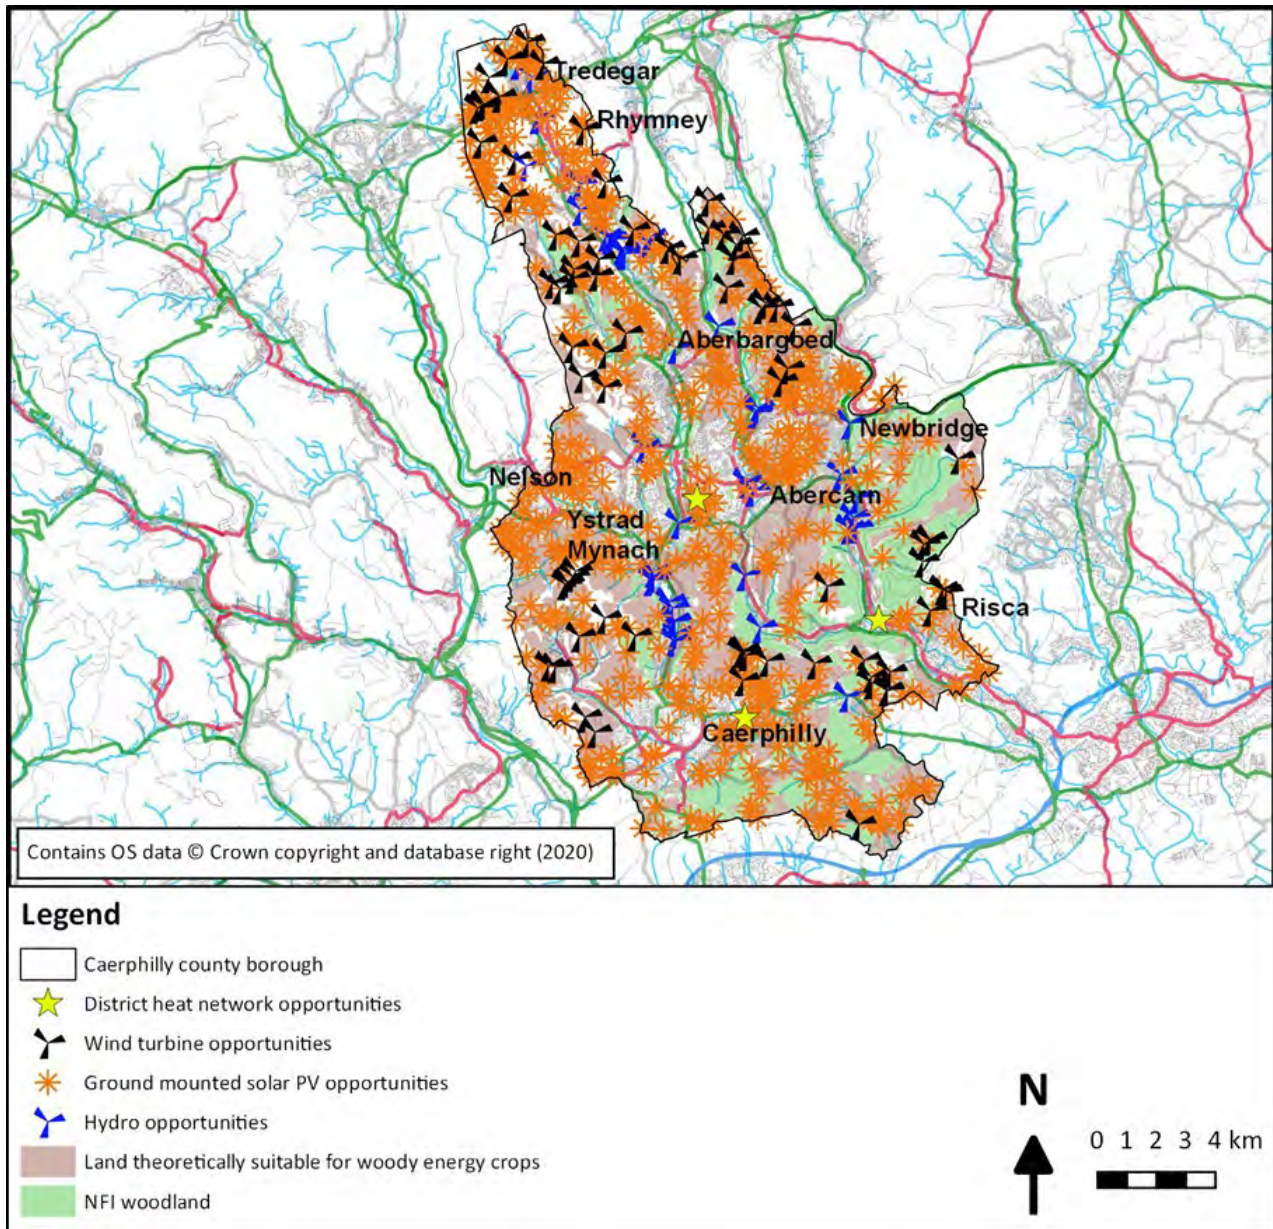 Tredegar
Rhymney
Aberbargoed
Newbridge
Nelson
Abercarn
Ystrad
Mynach
Risca
Caerphilly
Contains OS data © Crown copyright and database right (2020)
Legend
Caerphilly county borough
District heat network opportunities
Wind turbine opportunities
Ground mounted solar PV opportunities
Hydro opportunities
Land theoretically suitable for woody energy crops
NFI woodland
N
0 1 2 3 4 km